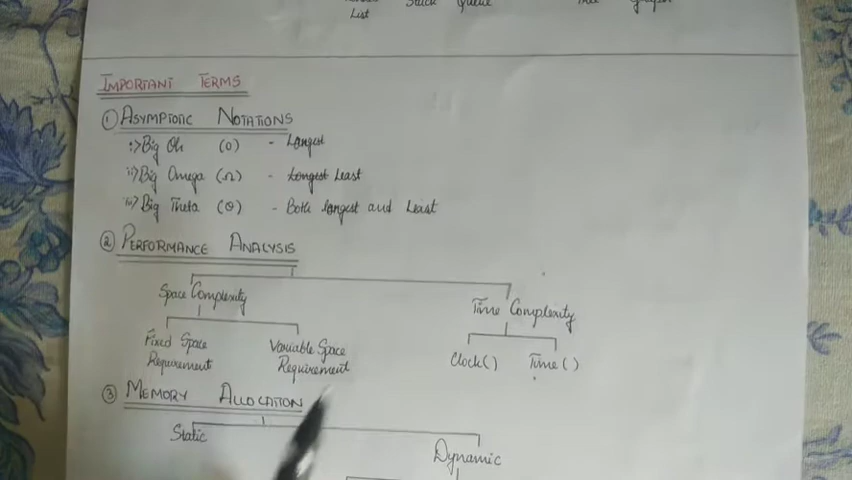 List Stack Queue Tree Graph
IMPORTANT TERMS
① ASYMPTOTIC NOTATIONS
i) Big Oh (O) - Longest
ii) Big Omega (Ω) - Longest Least
iii) Big Theta (θ) - Both longest and Least
② PERFORMANCE ANALYSIS
Space Complexity Time Complexity
Fixed Space Requirement Variable Space Requirement Clock() Time()
③ MEMORY ALLOCATION
Static Dynamic